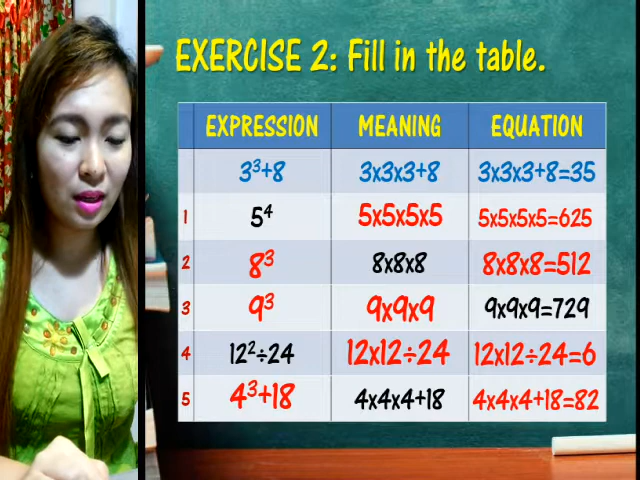 EXERCISE 2: Fill in the table.
EXPRESSION MEANING EQUATION
3³+8 3x3x3+8 3x3x3+8=35
1 5⁴ 5x5x5x5 5x5x5x5=625
2 8³ 8x8x8 8x8x8=512
3 9³ 9x9x9 9x9x9=729
4 12²÷24 12x12÷24 12x12÷24=6
5 4³+18 4x4x4+18 4x4x4+18=82